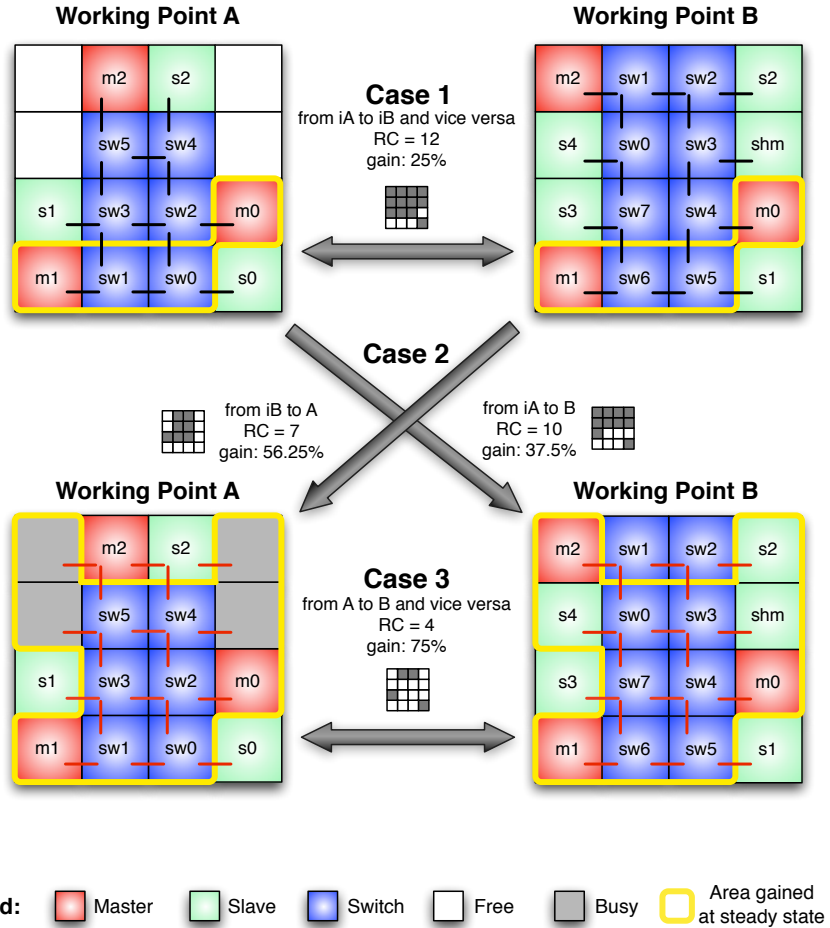 Working Point A
Working Point B
m2 s2
sw5 sw4
s1 sw3 sw2 m0
m1 sw1 sw0 s0
Case 1
from iA to iB and vice versa
RC = 12
gain: 25%
m2 sw1 sw2 s2
s4 sw0 sw3 shm
s3 sw7 sw4 m0
m1 sw6 sw5 s1
Case 2
from iB to A
RC = 7
gain: 56.25%
from iA to B
RC = 10
gain: 37.5%
Working Point A
Working Point B
m2 s2
sw5 sw4
s1 sw3 sw2 m0
m1 sw1 sw0 s0
Case 3
from A to B and vice versa
RC = 4
gain: 75%
m2 sw1 sw2 s2
s4 sw0 sw3 shm
s3 sw7 sw4 m0
m1 sw6 sw5 s1
d:
Master
Slave
Switch
Free
Busy
Area gained
at steady state